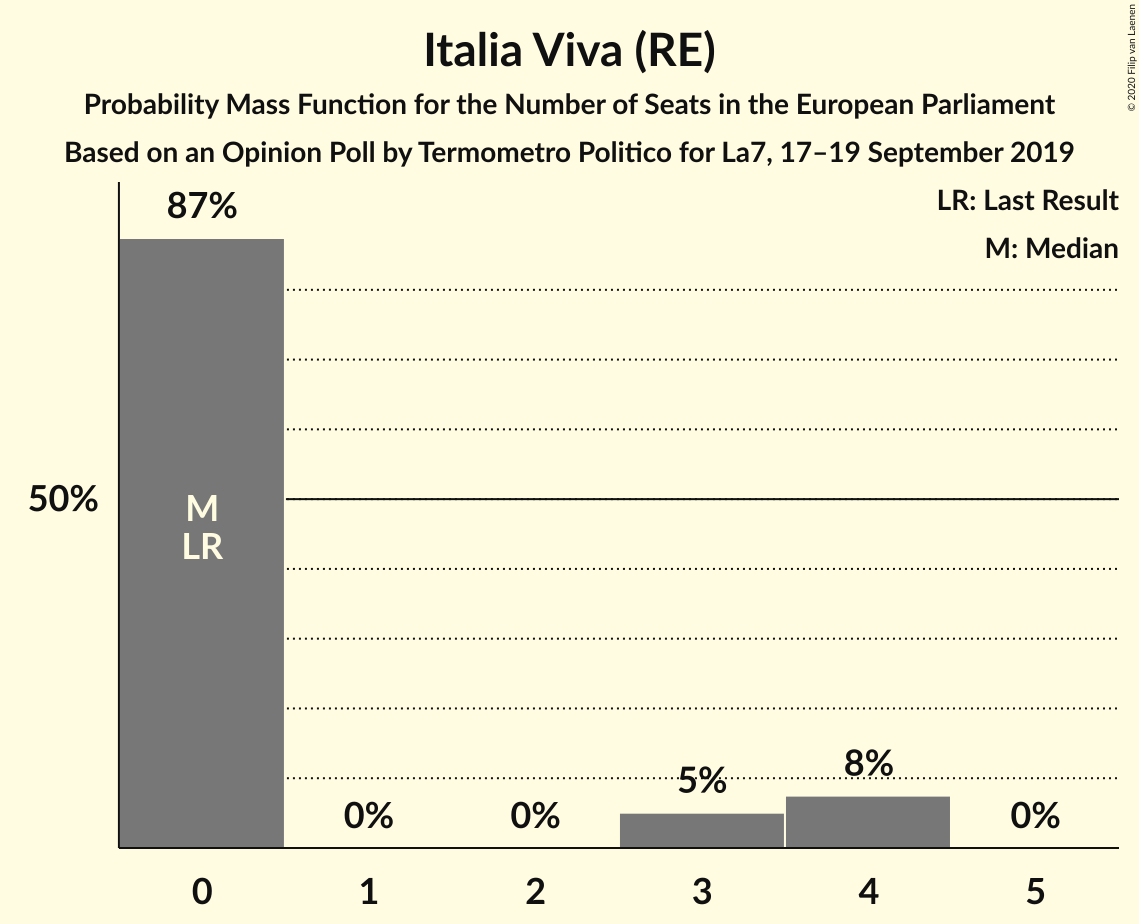 Italia Viva (RE)
Probability Mass Function for the Number of Seats in the European Parliament
Based on an Opinion Poll by Termometro Politico for La7, 17–19 September 2019
© 2020 Filip van Laenen
LR: Last Result
M: Median
87%
50%
M
LR
0%
0%
5%
8%
0%
0
1
2
3
4
5